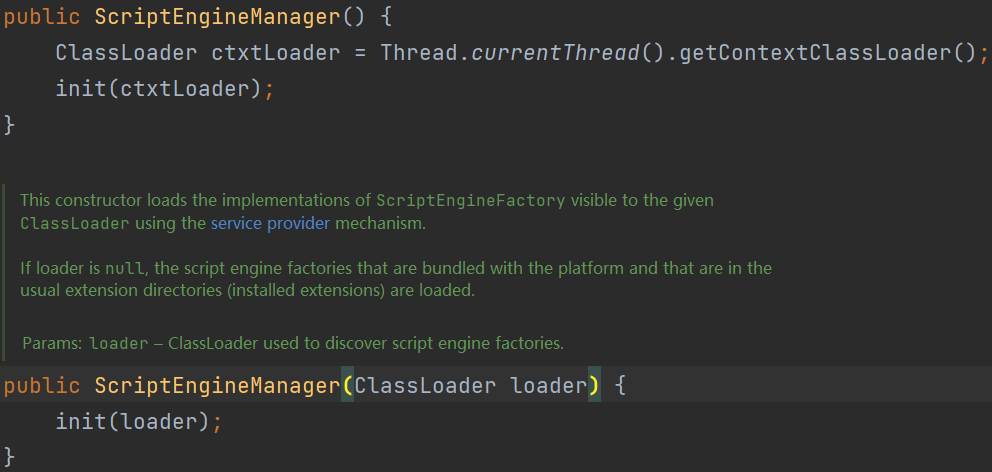 public ScriptEngineManager() {
    ClassLoader ctxtLoader = Thread.currentThread().getContextClassLoader();
    init(ctxtLoader);
}
This constructor loads the implementations of ScriptEngineFactory visible to the given
ClassLoader using the service provider mechanism.
If loader is null, the script engine factories that are bundled with the platform and that are in the
usual extension directories (installed extensions) are loaded.
Params: loader – ClassLoader used to discover script engine factories.
public ScriptEngineManager(ClassLoader loader) {
    init(loader);
}